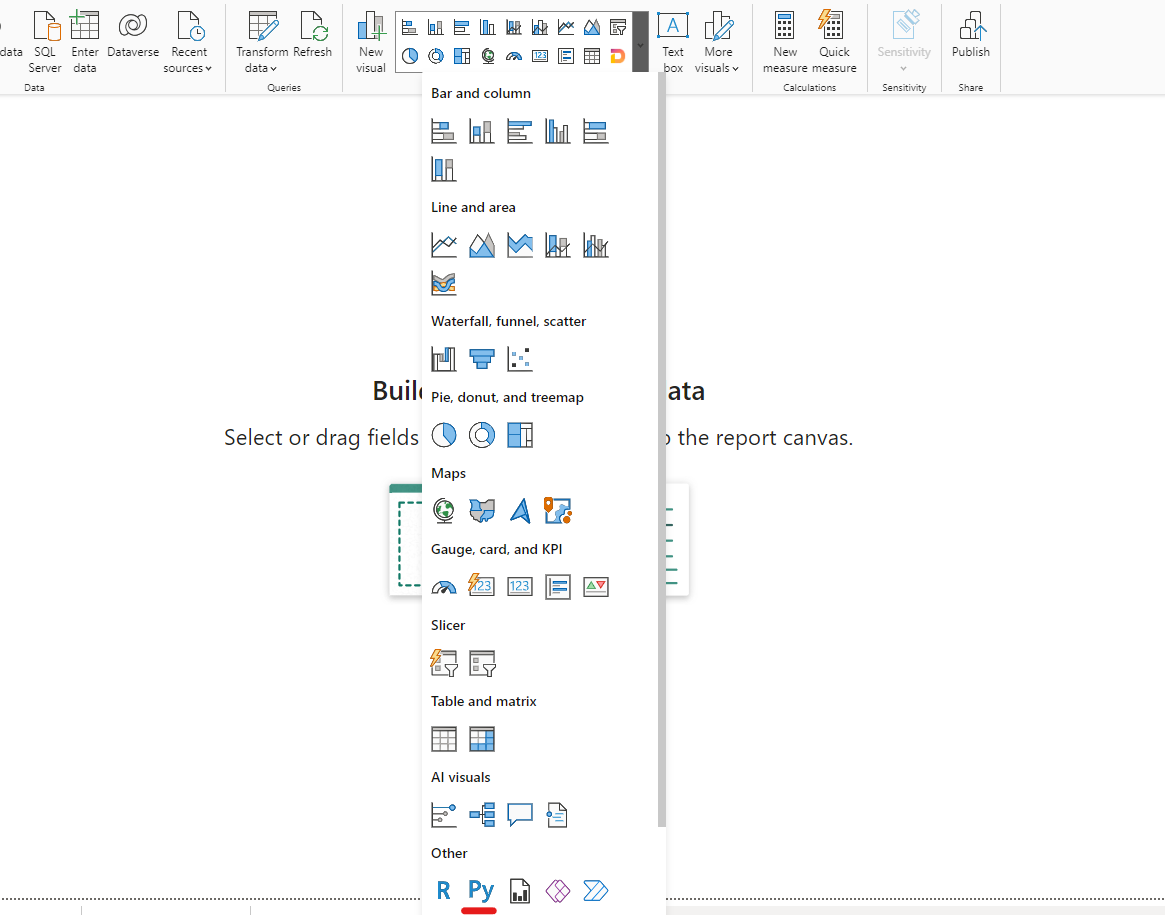 data SQL Server
Enter data
Dataverse
Recent sources
Transform data
Refresh
New visual
123
A
Text box
More visuals
New measure
Quick measure
Sensitivity
Publish
Data
Queries
Calculations
Sensitivity
Share
Bar and column
Line and area
Waterfall, funnel, scatter
Buil
ata
Pie, donut, and treemap
Select or drag fields
the report canvas.
Maps
Gauge, card, and KPI
123
123
Slicer
Table and matrix
AI visuals
Other
R Py